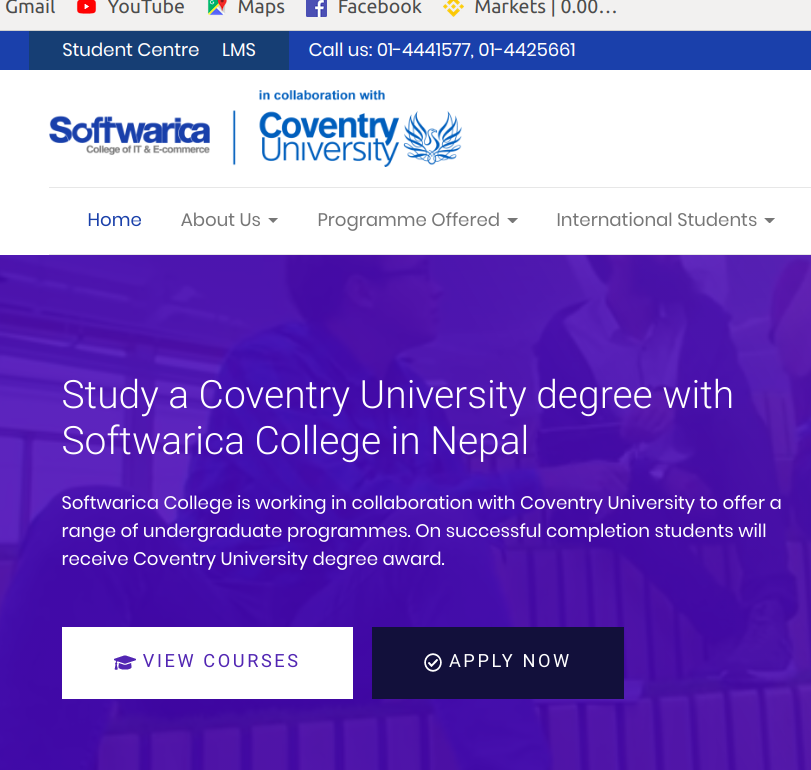 Gmail YouTube Maps Facebook Markets | 0.00...
Student Centre LMS Call us: 01-4441577, 01-4425661
in collaboration with
Softwarica Coventry
College of IT & E-commerce University
Home About Us Programme Offered International Students
Study a Coventry University degree with
Softwarica College in Nepal
Softwarica College is working in collaboration with Coventry University to offer a
range of undergraduate programmes. On successful completion students will
receive Coventry University degree award.
VIEW COURSES APPLY NOW